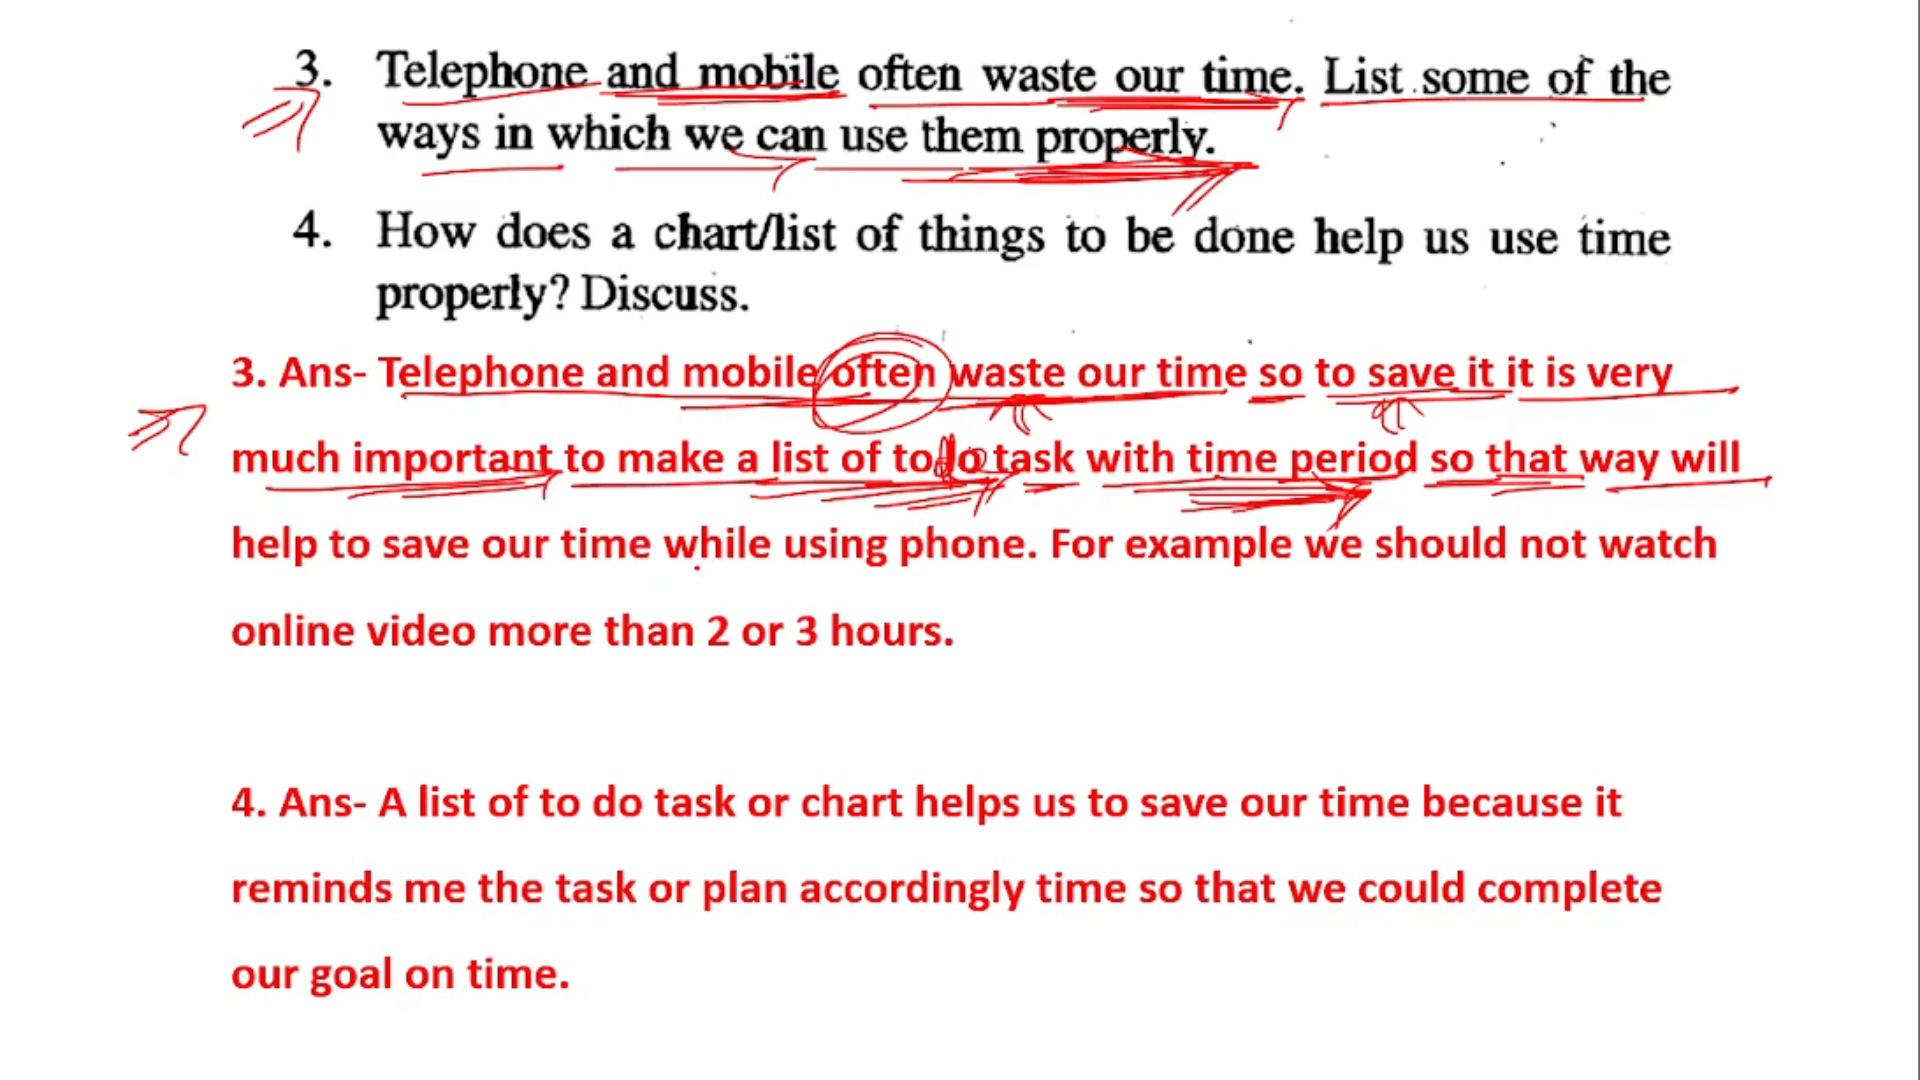 3. Telephone and mobile often waste our time. List some of the
ways in which we can use them properly.
4. How does a chart/list of things to be done help us use time
properly? Discuss.
3. Ans- Telephone and mobile often waste our time so to save it it is very
much important to make a list of to do task with time period so that way will
help to save our time while using phone. For example we should not watch
online video more than 2 or 3 hours.
4. Ans- A list of to do task or chart helps us to save our time because it
reminds me the task or plan accordingly time so that we could complete
our goal on time.